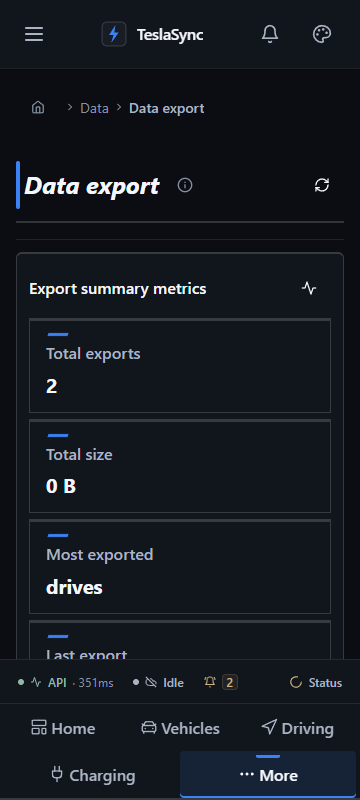 TeslaSync
Data Data export
Data export
Export summary metrics
Total exports
2
Total size
0 B
Most exported
drives
Last export
API · 351ms Idle 2 Status
Home Vehicles Driving
Charging More